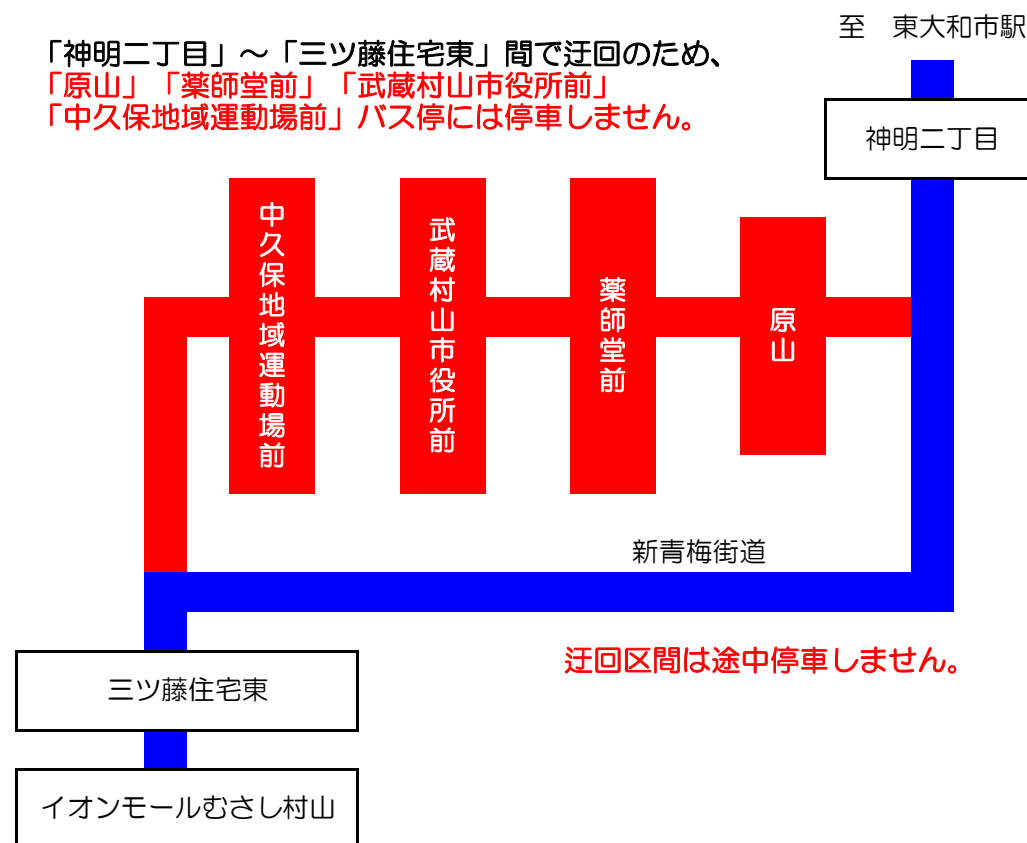 至　東大和市駅
「神明二丁目」～「三ツ藤住宅東」間で迂回のため、
「原山」「薬師堂前」「武蔵村山市役所前」
「中久保地域運動場前」バス停には停車しません。
神明二丁目
中久保地域運動場前
武蔵村山市役所前
薬師堂前
原山
新青梅街道
迂回区間は途中停車しません。
三ツ藤住宅東
イオンモールむさし村山